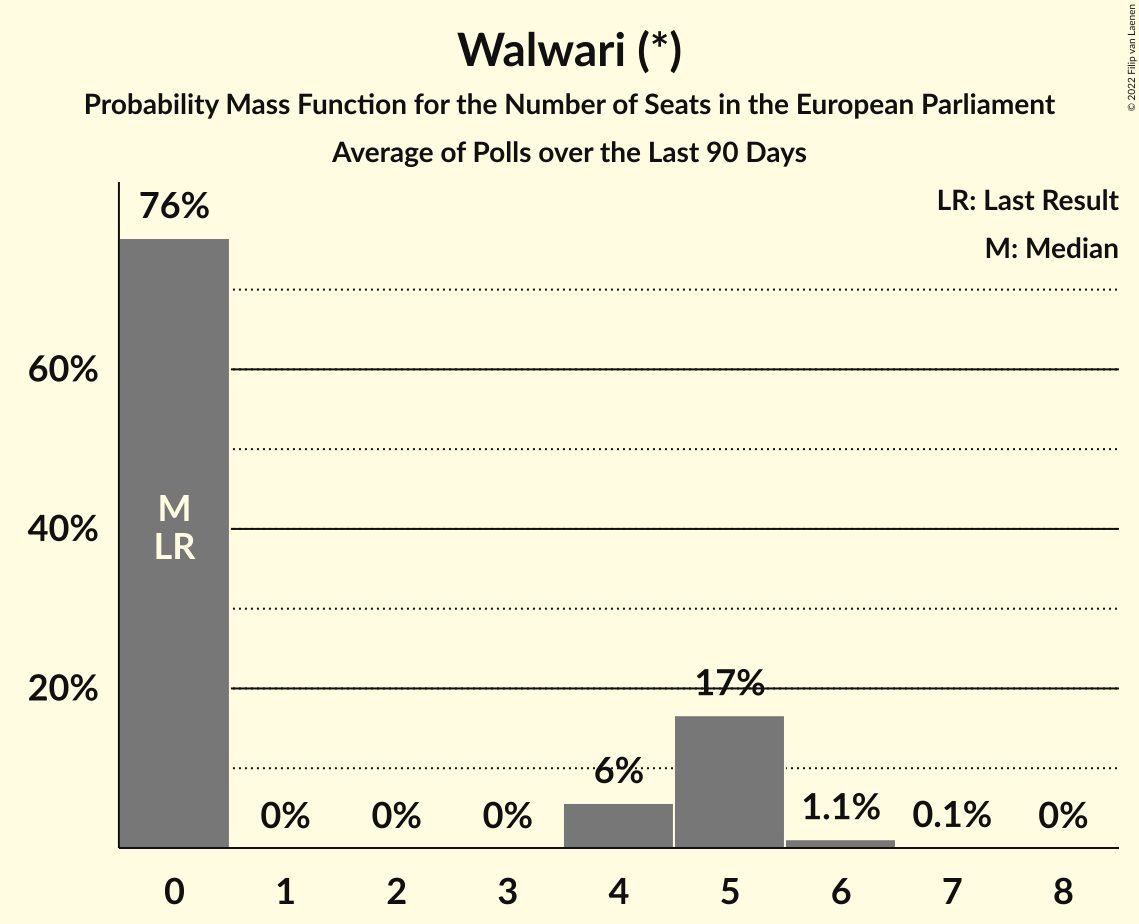 Walwari (*)
Probability Mass Function for the Number of Seats in the European Parliament
Average of Polls over the Last 90 Days
© 2022 Filip van Laenen
LR: Last Result
M: Median
76%
60%
40%
20%
M
LR
0%
0%
0%
6%
17%
1.1%
0.1%
0%
0
1
2
3
4
5
6
7
8